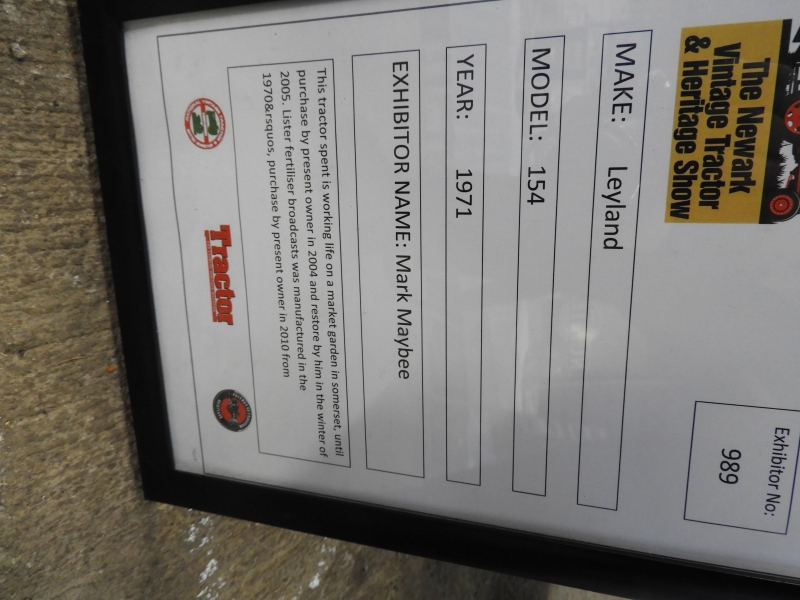 The Newark
Vintage Tractor
& Heritage Show
Exhibitor No:
989
MAKE: Leyland
MODEL: 154
YEAR: 1971
EXHIBITOR NAME: Mark Maybee
This tractor spent is working life on a market garden in somerset, until
purchase by present owner in 2004 and restore by him in the winter of
2005. Lister fertiliser broadcasts was manufactured in the
1970&rsquos, purchase by present owner in 2010 from
Tractor